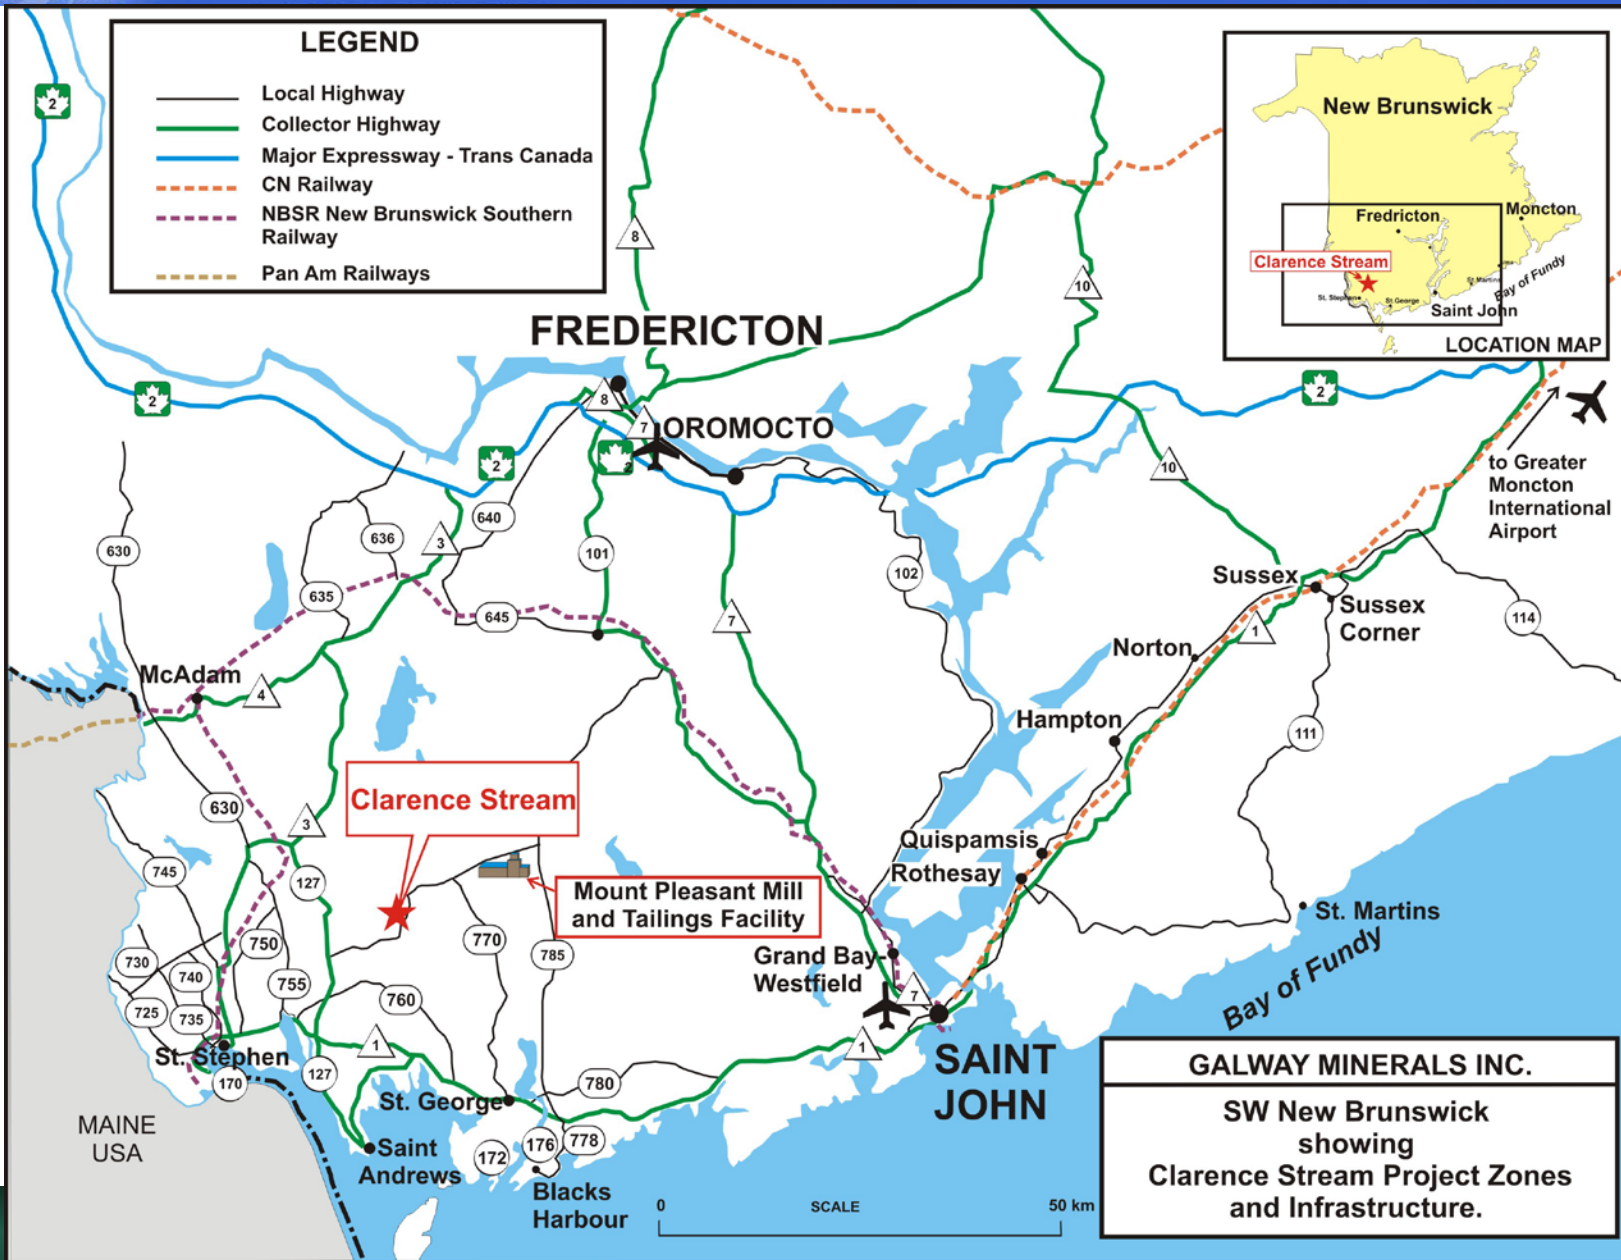 LEGEND
Local Highway
Collector Highway
Major Expressway - Trans Canada
CN Railway
NBSR New Brunswick Southern
Railway
Pan Am Railways
New Brunswick
Fredricton
Moncton
Clarence Stream
St. Stephen
St. George
St. Martins
Bay of Fundy
Saint John
LOCATION MAP
2
8
10
FREDERICTON
2
2
8
7
OROMOCTO
2
2
10
to Greater
Moncton
International
Airport
630
636
3
640
101
102
635
645
7
Sussex
Sussex
Corner
1
114
Norton
McAdam
4
Hampton
111
Clarence Stream
630
3
Quispamsis
Rothesay
745
127
Mount Pleasant Mill
and Tailings Facility
St. Martins
770
785
730
740
750
755
760
Grand Bay-
Westfield
7
Bay of Fundy
725
735
1
1
St. Stephen
170
127
SAINT
JOHN
780
St. George
MAINE
USA
Saint
Andrews
172
176
778
Blacks
Harbour
0
SCALE
50 km
GALWAY MINERALS INC.
SW New Brunswick
showing
Clarence Stream Project Zones
and Infrastructure.